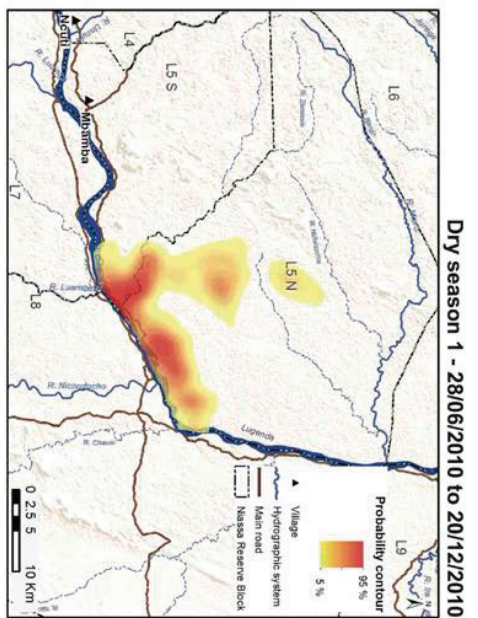 Dry season 1 - 28/06/2010 to 20/12/2010
L6
L9
L4
L5 S
L5 N
L7
L8
Ncuti
Mbamba
R. Luambeze
R. Nicondocho
R. Chavai
Lugenda
Probability contour
95 %
5 %
Village
Hydrographic system
Main road
Niassa Reserve Block
0 2.5 5 10 Km